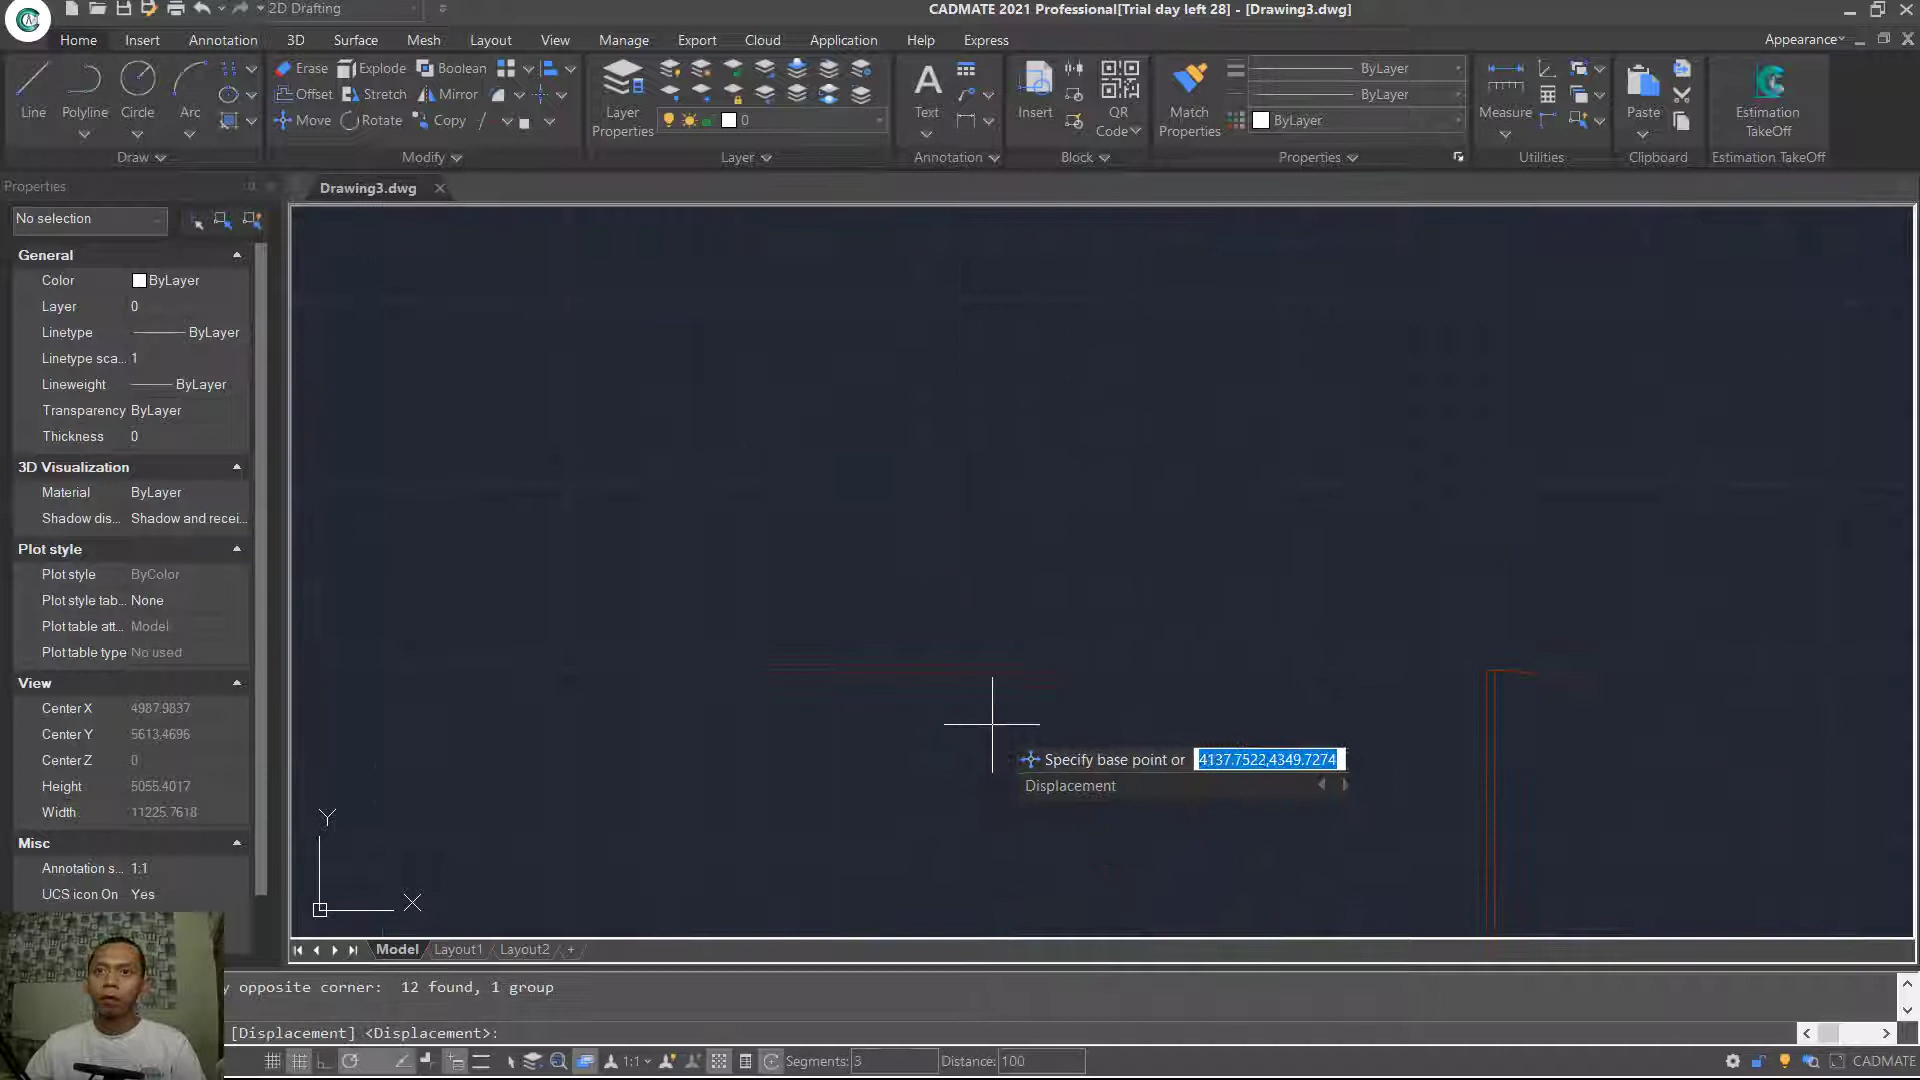 2D Drafting
CADMATE 2021 Professional[Trial day left 28] - [Drawing3.dwg]
Home Insert Annotation 3D Surface Mesh Layout View Manage Export Cloud Application Help Express Appearance
Line Polyline Circle Arc
Erase Explode Boolean
Offset Stretch Mirror
Move Rotate Copy
Layer Properties
0
Text
Insert
QR Code
Match Properties
ByLayer
ByLayer
ByLayer
Measure
Paste
Estimation TakeOff
Draw Modify Layer Annotation Block Properties Utilities Clipboard Estimation TakeOff
Properties
Drawing3.dwg
No selection
General
Color ByLayer
Layer 0
Linetype ByLayer
Linetype sca... 1
Lineweight ByLayer
Transparency ByLayer
Thickness 0
3D Visualization
Material ByLayer
Shadow dis... Shadow and recei...
Plot style
Plot style ByColor
Plot style tab... None
Plot table att... Model
Plot table type No used
View
Center X 4987.9837
Center Y 5613.4696
Center Z 0
Height 5055.4017
Width 11225.7618
Misc
Annotation s... 1:1
UCS icon On Yes
Specify base point or 4137.7522,4349.7274
Displacement
Y
X
Model Layout1 Layout2 +
y opposite corner: 12 found, 1 group
[Displacement] <Displacement>:
1:1 Segments: 3 Distance: 100 CADMATE